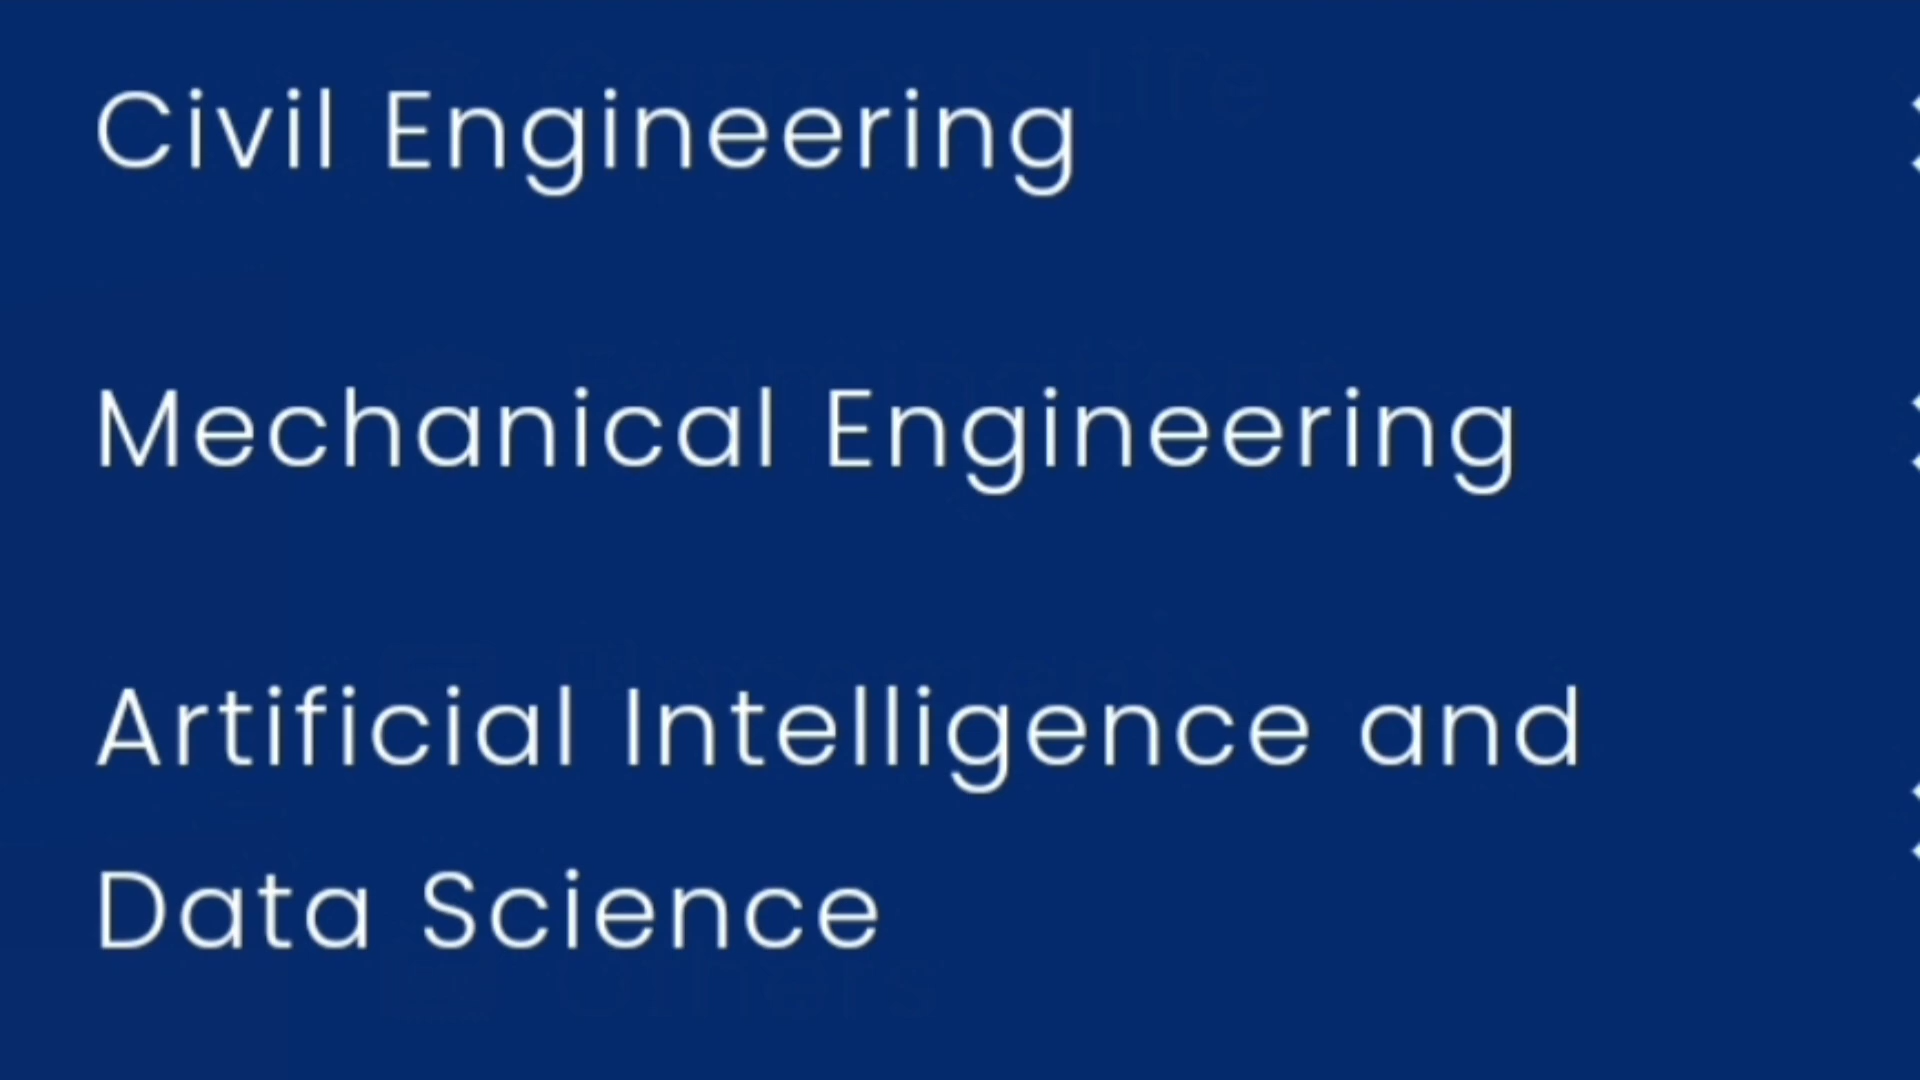 Civil Engineering
Mechanical Engineering
Artificial Intelligence and
Data Science